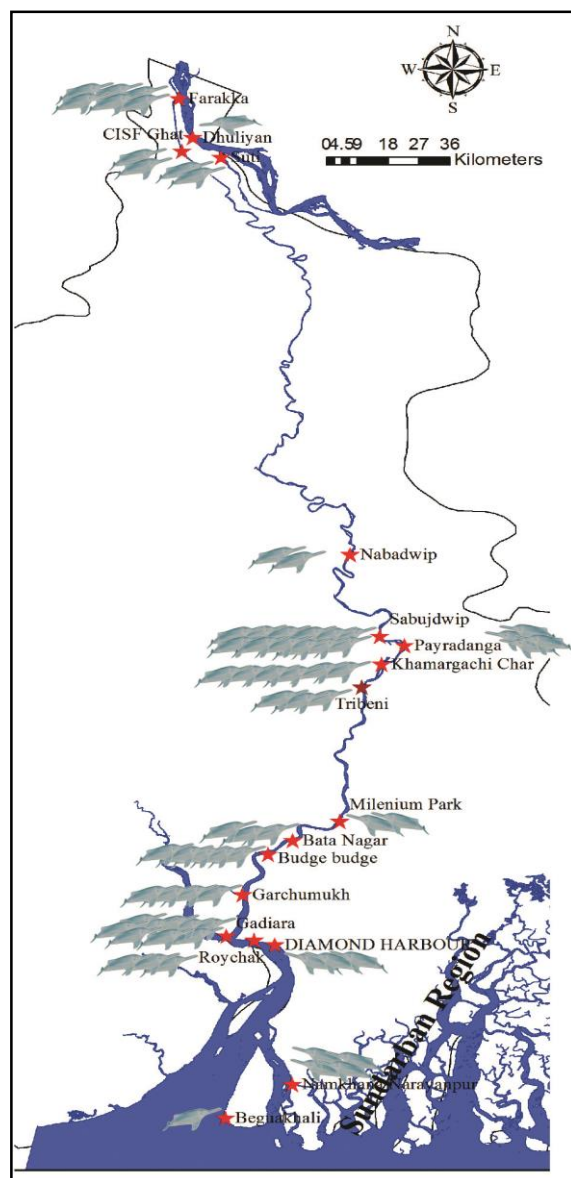 N
W E
S
04.59 18 27 36
Kilometers
Farakka
CISF Ghat
Dhuliyan
Suti
Nabadwip
Sabujdwip
Payradanga
Khamargachi Char
Tribeni
Milenium Park
Bata Nagar
Budge budge
Garchumukh
Gadiara
Roychak
DIAMOND HARBOUR
Sundarban Region
Namkhana Narayanpur
Beguakhali